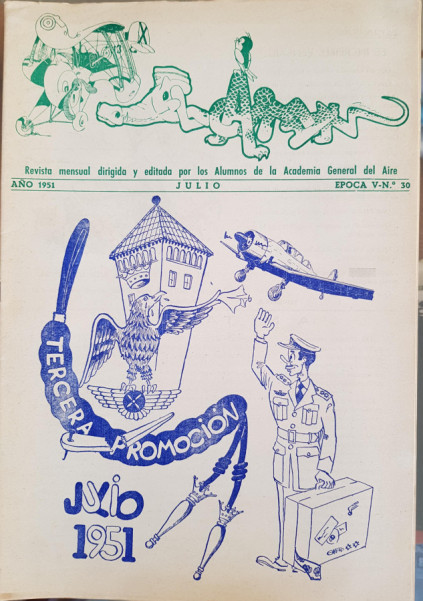 13
Revista mensual dirigida y editada por los Alumnos de la Academia General del Aire
AÑO 1951 JULIO EPOCA V-N.º 30
TERCERA PROMOCIÓN
JULIO
1951